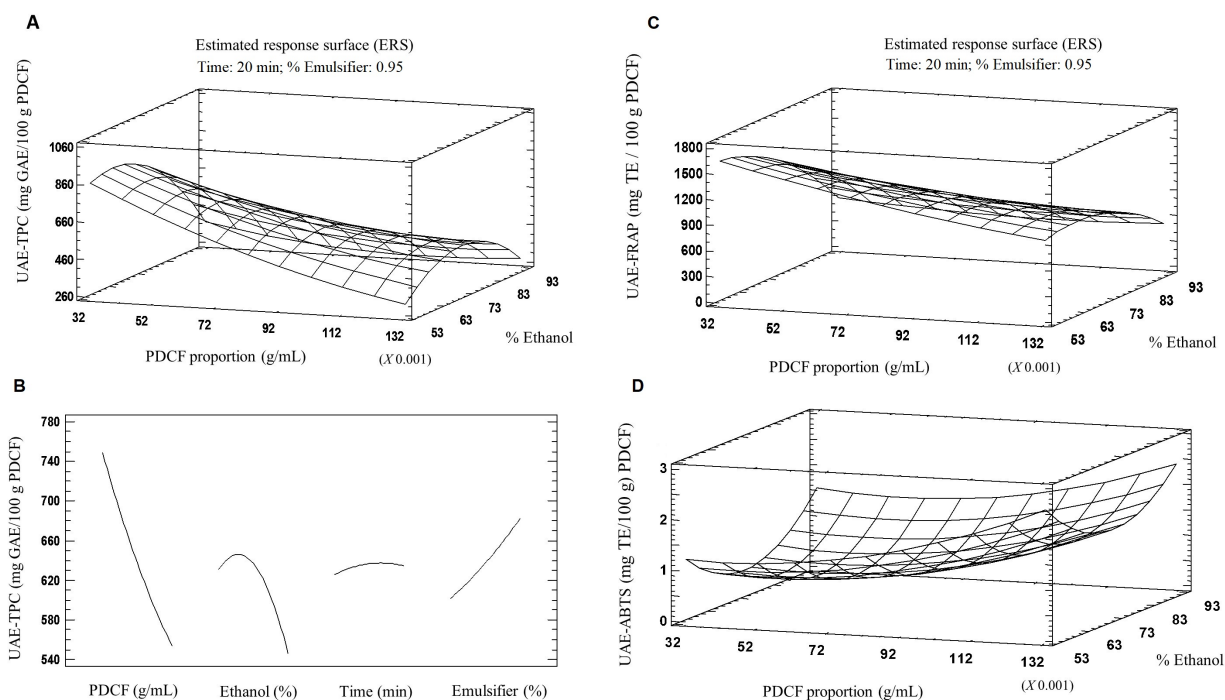 A
Estimated response surface (ERS)
Time: 20 min; % Emulsifier: 0.95
UAE-TPC (mg GAE/100 g PDCF)
1060
860
660
460
260
32 52 72 92 112 132
53 63 73 83 93
% Ethanol
PDCF proportion (g/mL)
(X 0.001)
C
Estimated response surface (ERS)
Time: 20 min; % Emulsifier: 0.95
UAE-FRAP (mg TE / 100 g PDCF)
1800
1500
1200
900
600
300
0
32 52 72 92 112 132
53 63 73 83 93
% Ethanol
PDCF proportion (g/mL)
(X 0.001)
B
UAE-TPC (mg GAE/100 g PDCF)
780
740
700
660
620
580
540
PDCF (g/mL) Ethanol (%) Time (min) Emulsifier (%)
D
UAE-ABTS (mg TE/100 g) PDCF)
3
2
1
0
32 52 72 92 112 132
53 63 73 83 93
% Ethanol
PDCF proportion (g/mL)
(X 0.001)